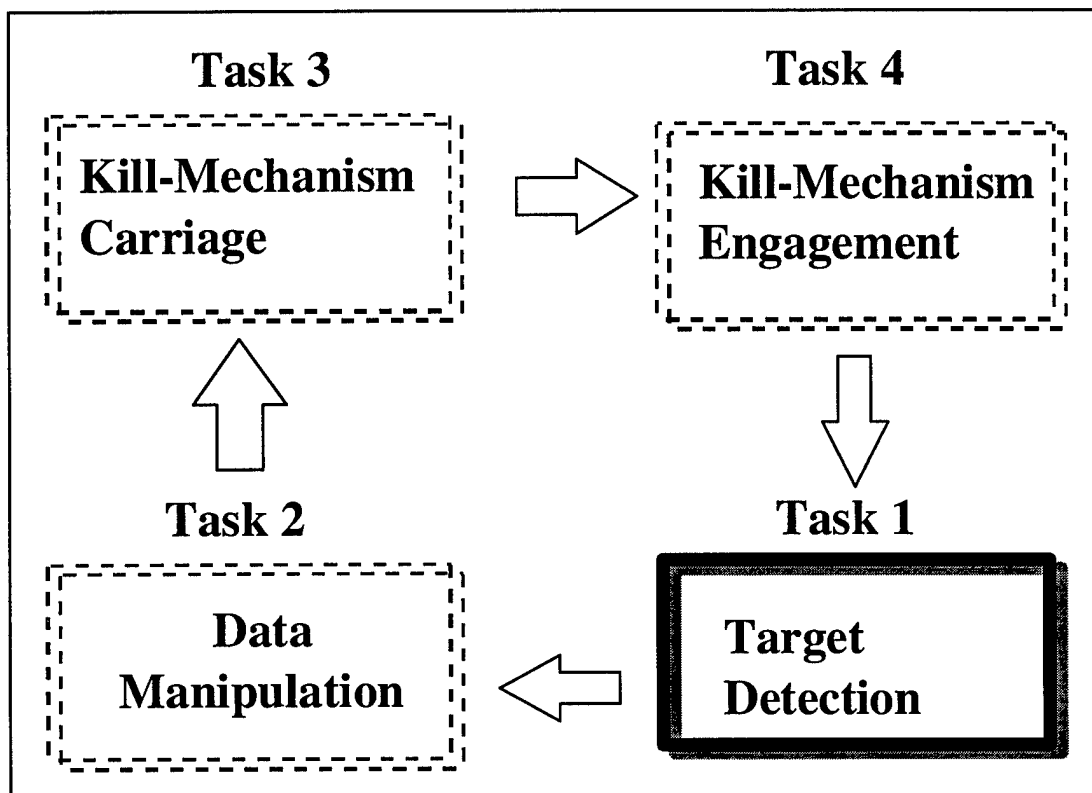 Task 3
Kill-Mechanism
Carriage
Task 4
Kill-Mechanism
Engagement
Task 2
Data
Manipulation
Task 1
Target
Detection